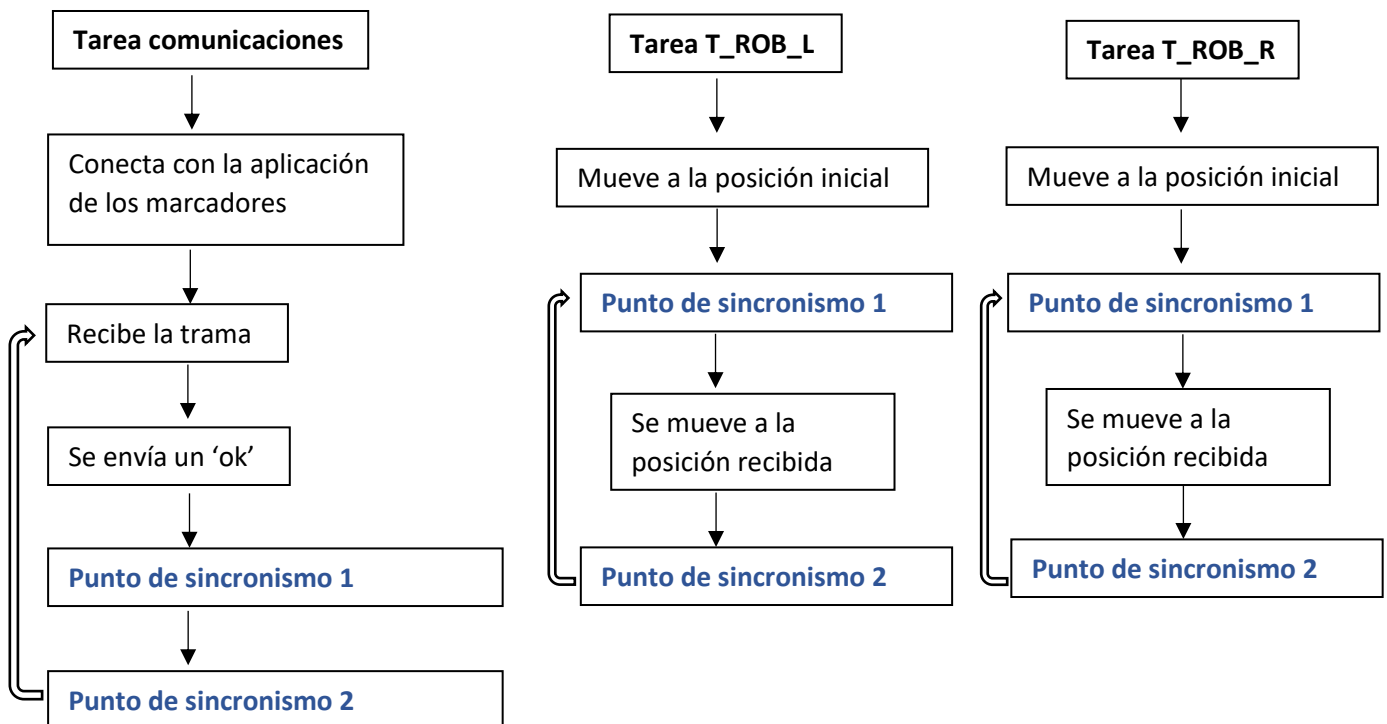 Tarea comunicaciones
Conecta con la aplicación
de los marcadores
Recibe la trama
Se envía un ‘ok’
Punto de sincronismo 1
Punto de sincronismo 2
Tarea T_ROB_L
Mueve a la posición inicial
Punto de sincronismo 1
Se mueve a la
posición recibida
Punto de sincronismo 2
Tarea T_ROB_R
Mueve a la posición inicial
Punto de sincronismo 1
Se mueve a la
posición recibida
Punto de sincronismo 2